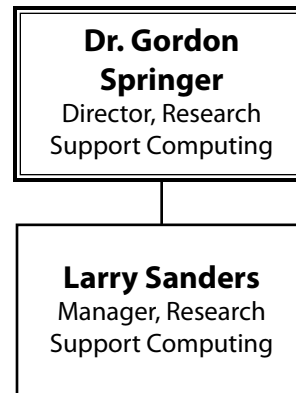 Dr. Gordon
Springer
Director, Research
Support Computing
Larry Sanders
Manager, Research
Support Computing